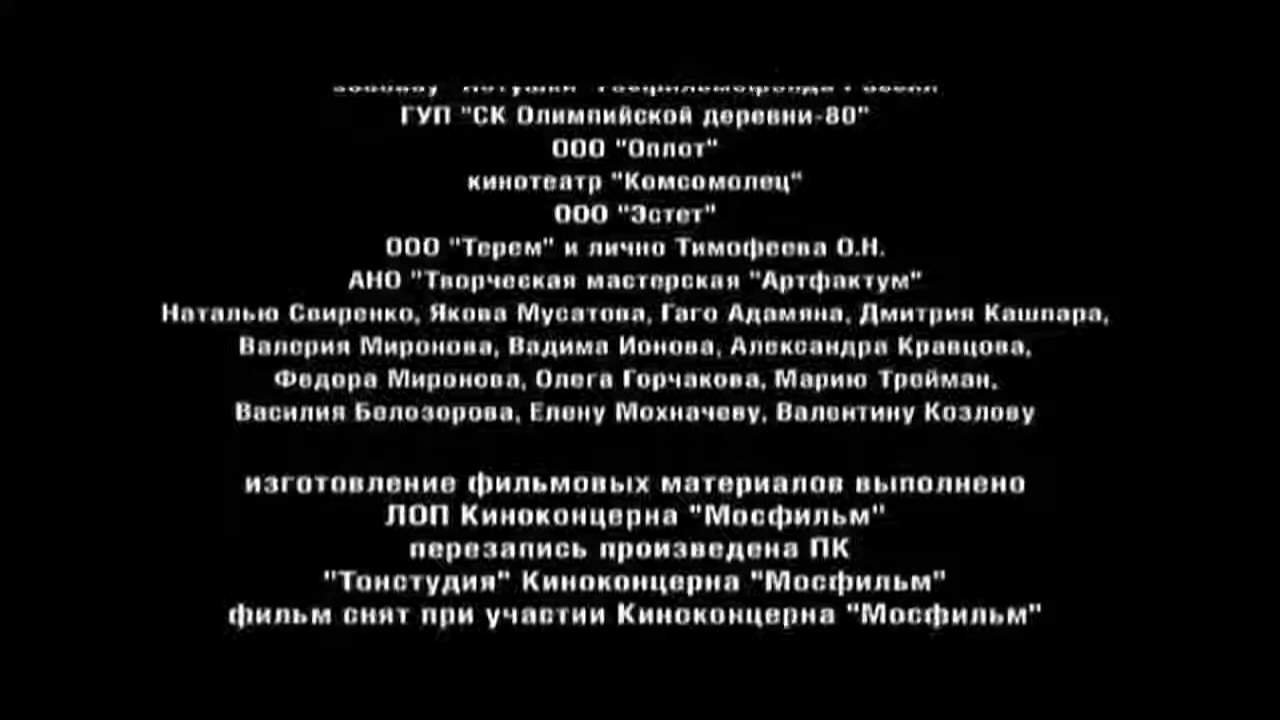 ГУП "СК Олимпийской деревни-80"
ООО "Оплот"
кинотеатр "Комсомолец"
ООО "Эстет"
ООО "Терем" и лично Тимофеева О.Н.
АНО "Творческая мастерская "Артфактум"
Наталью Свиренко, Якова Мусатова, Гаго Адамяна, Дмитрия Кашпара,
Валерия Миронова, Вадима Ионова, Александра Кравцова,
Федора Миронова, Олега Горчакова, Марию Тройман,
Василия Белозорова, Елену Мохначеву, Валентину Козлову
изготовление фильмовых материалов выполнено
ЛОП Киноконцерна "Мосфильм"
перезапись произведена ПК
"Тонстудия" Киноконцерна "Мосфильм"
фильм снят при участии Киноконцерна "Мосфильм"